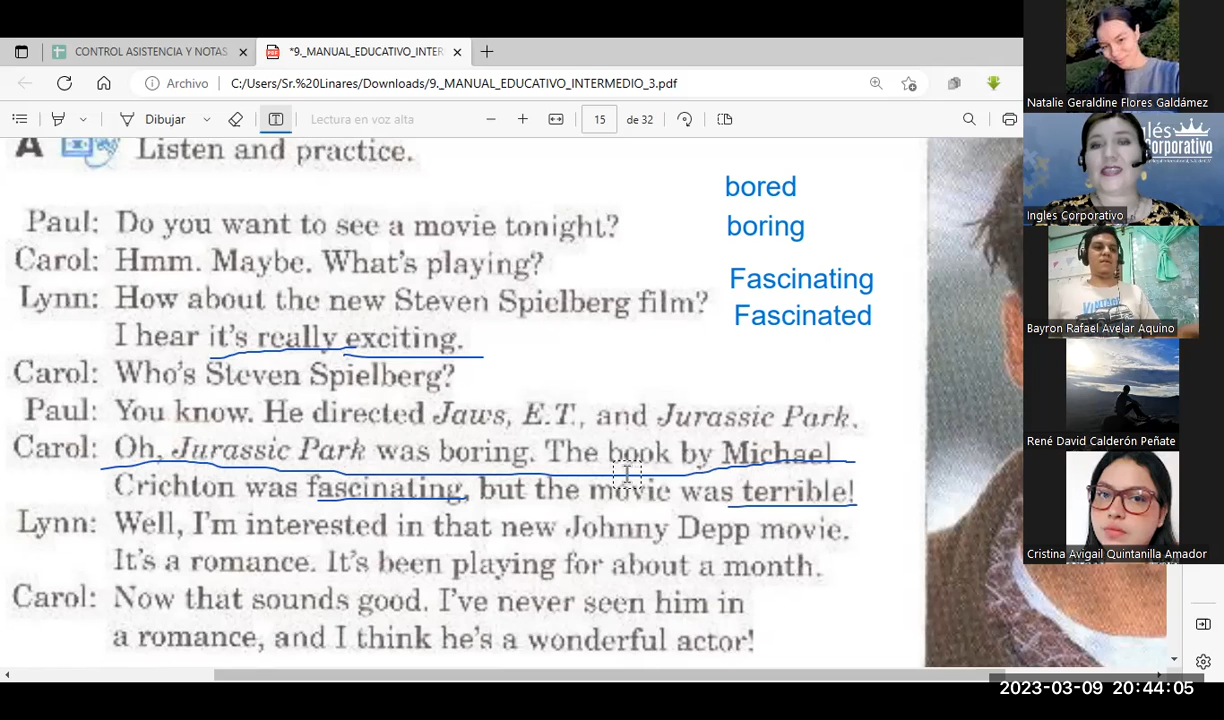 CONTROL ASISTENCIA Y NOTAS
*9._MANUAL_EDUCATIVO_INTER
Archivo
C:/Users/Sr.%20Linares/Downloads/9._MANUAL_EDUCATIVO_INTERMEDIO_3.pdf
Dibujar
Lectura en voz alta
15
de 32
A Listen and practice.
bored
boring
Fascinating
Fascinated
Paul: Do you want to see a movie tonight?
Carol: Hmm. Maybe. What's playing?
Lynn: How about the new Steven Spielberg film?
I hear it's really exciting.
Carol: Who's Steven Spielberg?
Paul: You know. He directed Jaws, E.T., and Jurassic Park.
Carol: Oh, Jurassic Park was boring. The book by Michael
Crichton was fascinating, but the movie was terrible!
Lynn: Well, I'm interested in that new Johnny Depp movie.
It's a romance. It's been playing for about a month.
Carol: Now that sounds good. I've never seen him in
a romance, and I think he's a wonderful actor!
Natalie Geraldine Flores Galdámez
Ingles Corporativo
Bayron Rafael Avelar Aquino
René David Calderón Peñate
Cristina Avigail Quintanilla Amador
2023-03-09 20:44:05